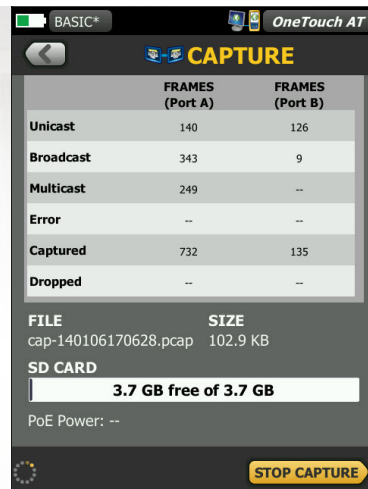 BASIC* OneTouch AT
CAPTURE
FRAMES FRAMES
(Port A) (Port B)
Unicast 140 126
Broadcast 343 9
Multicast 249 --
Error -- --
Captured 732 135
Dropped -- --
FILE SIZE
cap-140106170628.pcap 102.9 KB
SD CARD
3.7 GB free of 3.7 GB
PoE Power: --
STOP CAPTURE